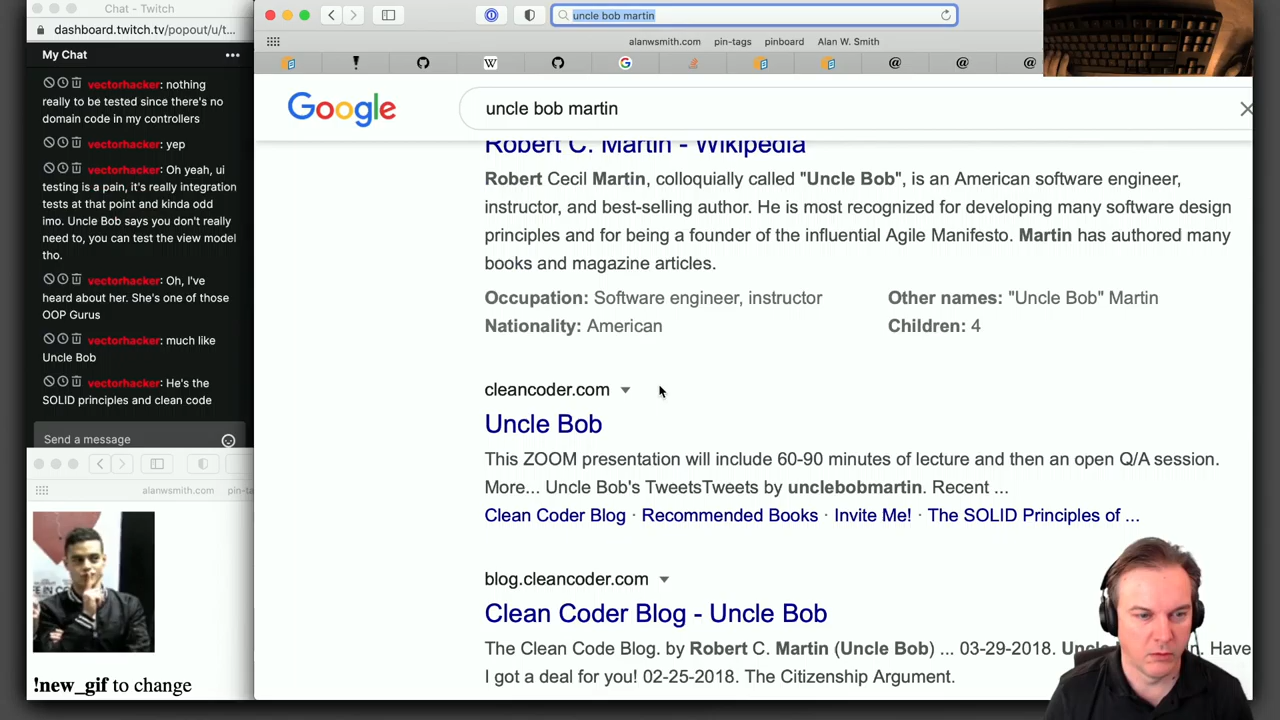 Chat - Twitch
dashboard.twitch.tv/popout/u/t...
My Chat
vectorhacker: nothing
really to be tested since there's no
domain code in my controllers
vectorhacker: yep
vectorhacker: Oh yeah, ui
testing is a pain, it's really integration
tests at that point and kinda odd
imo. Uncle Bob says you don't really
need to, you can test the view model
tho.
vectorhacker: Oh, I've
heard about her. She's one of those
OOP Gurus
vectorhacker: much like
Uncle Bob
vectorhacker: He's the
SOLID principles and clean code
Send a message
alanwsmith.com pin-ta
!new_gif to change
uncle bob martin
alanwsmith.com pin-tags pinboard Alan W. Smith
Google
uncle bob martin
Robert C. Martin - Wikipedia
Robert Cecil Martin, colloquially called "Uncle Bob", is an American software engineer,
instructor, and best-selling author. He is most recognized for developing many software design
principles and for being a founder of the influential Agile Manifesto. Martin has authored many
books and magazine articles.
Occupation: Software engineer, instructor
Other names: "Uncle Bob" Martin
Nationality: American
Children: 4
cleancoder.com
Uncle Bob
This ZOOM presentation will include 60-90 minutes of lecture and then an open Q/A session.
More... Uncle Bob's TweetsTweets by unclebobmartin. Recent ...
Clean Coder Blog · Recommended Books · Invite Me! · The SOLID Principles of ...
blog.cleancoder.com
Clean Coder Blog - Uncle Bob
The Clean Code Blog. by Robert C. Martin (Uncle Bob) ... 03-29-2018. Have
I got a deal for you! 02-25-2018. The Citizenship Argument.